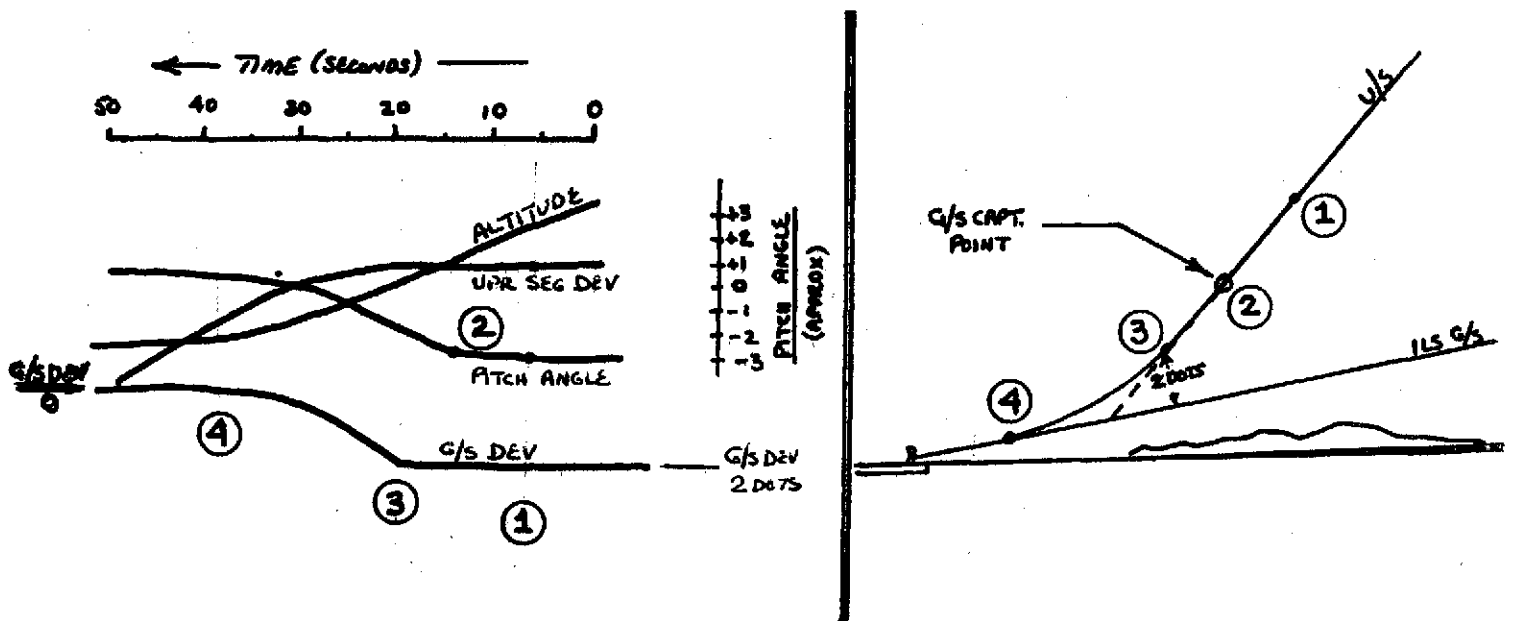 TIME (SECONDS)
50 40 30 20 10 0
ALTITUDE
UPR SEG DEV
2
PITCH ANGLE
G/S DEV
0
4
G/S DEV
3
1
G/S DEV
2 DOTS
+3
+2
+1
0
-1
-2
-3
PITCH ANGLE
(APPROX)
U/S
1
G/S CAPT.
POINT
2
3
ILS G/S
2 DOTS
4